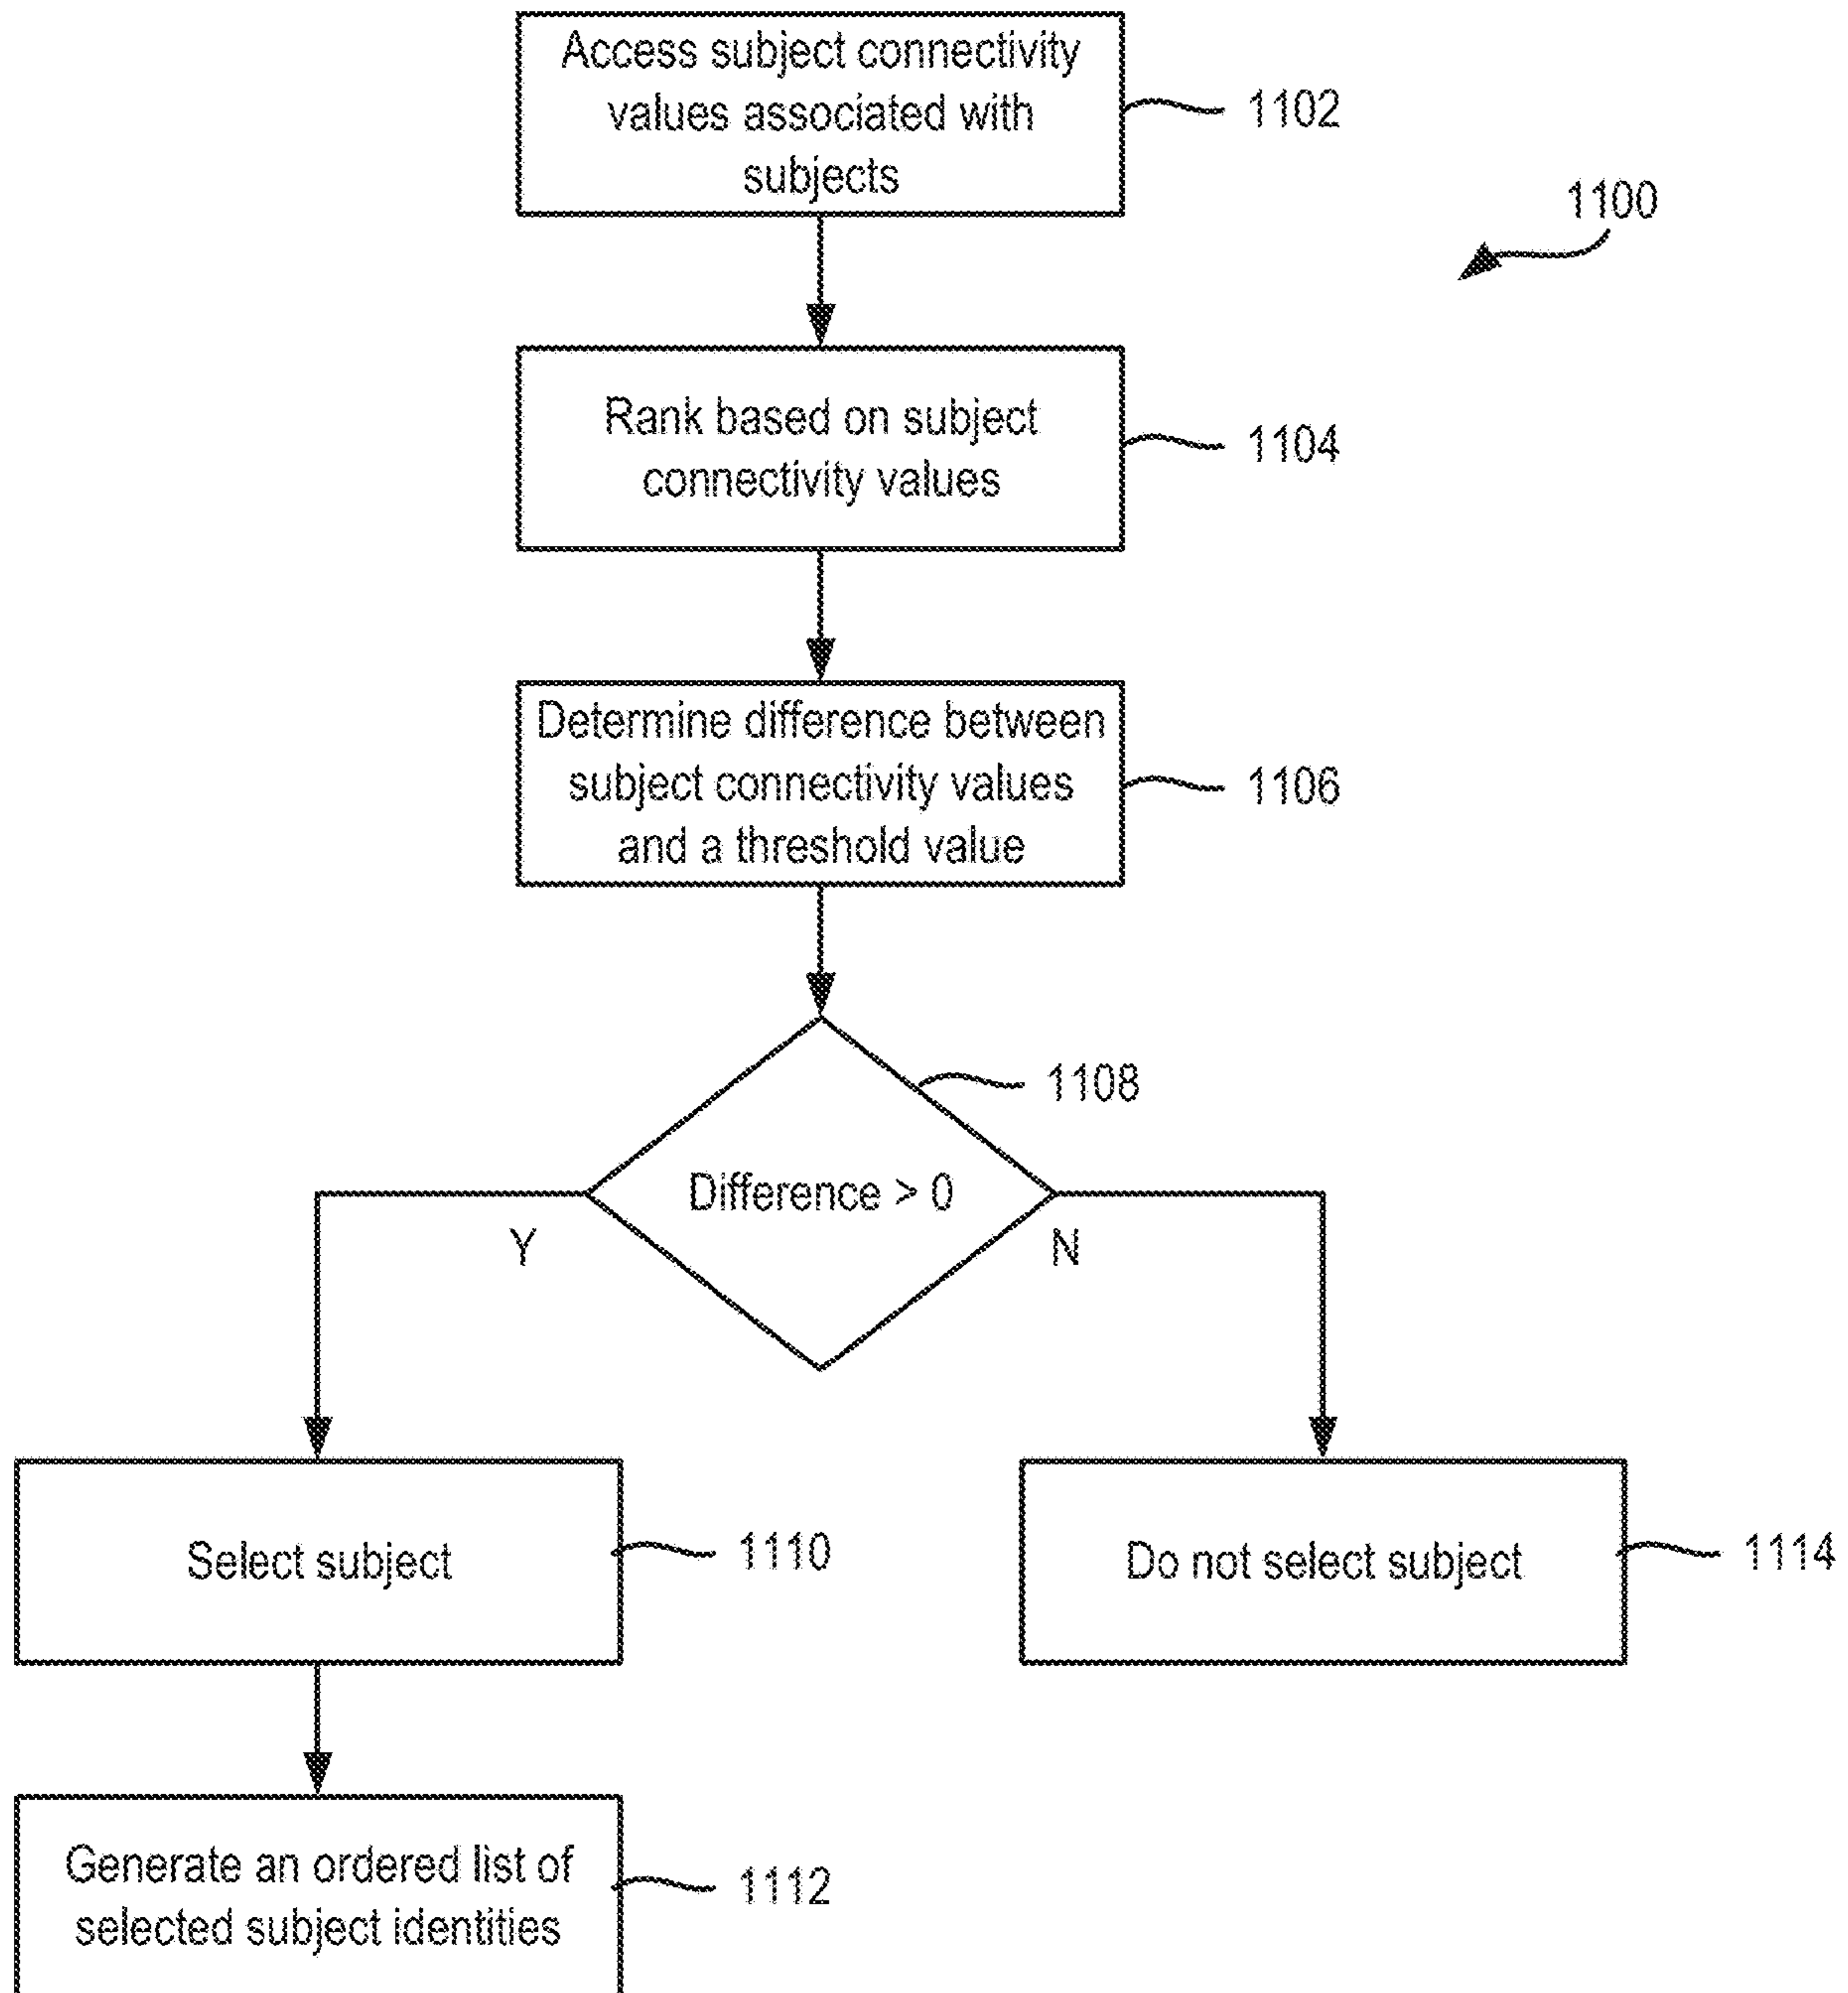 Access subject connectivity
values associated with
subjects
1102
1100
Rank based on subject
connectivity values
1104
Determine difference between
subject connectivity values
and a threshold value
1106
1108
Difference > 0
Y
N
Select subject
1110
Do not select subject
1114
Generate an ordered list of
selected subject identities
1112